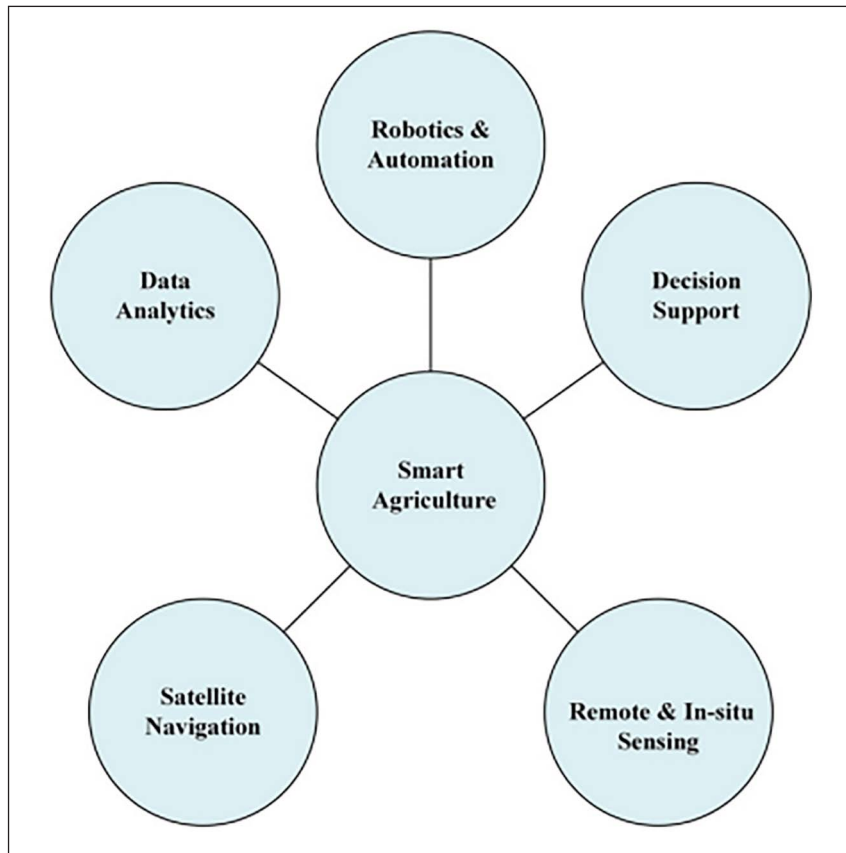 Robotics &
Automation
Data
Analytics
Decision
Support
Smart
Agriculture
Satellite
Navigation
Remote & In-situ
Sensing